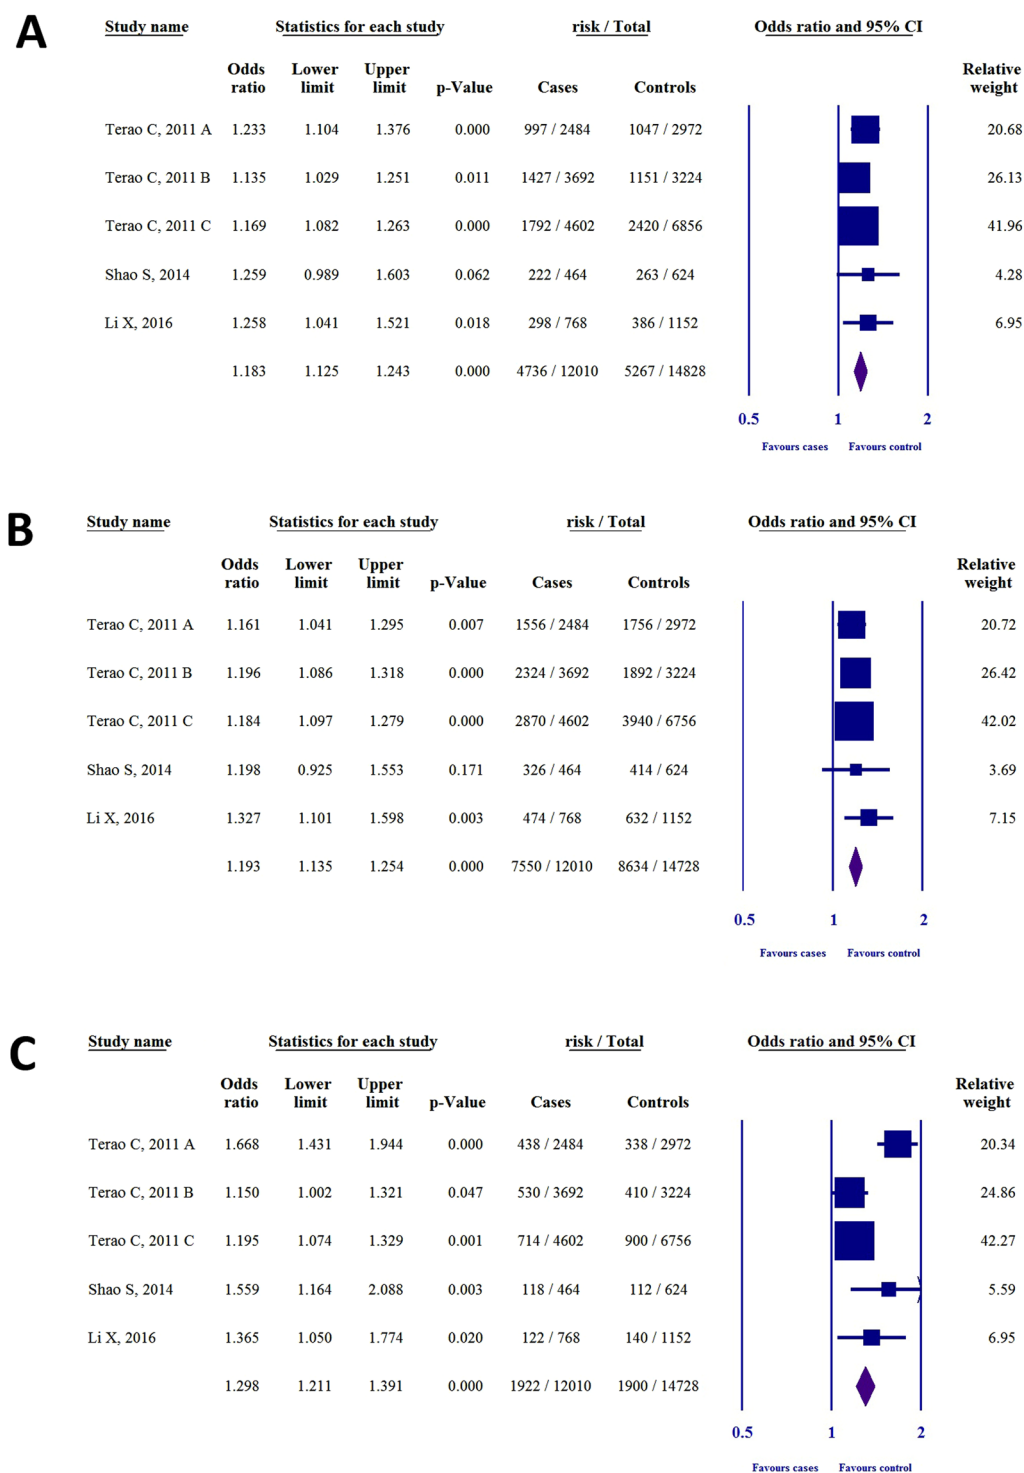 A
Study name Statistics for each study risk / Total Odds ratio and 95% CI
Odds Lower Upper Relative
ratio limit limit p-Value Cases Controls weight
Terao C, 2011 A 1.233 1.104 1.376 0.000 997 / 2484 1047 / 2972 20.68
Terao C, 2011 B 1.135 1.029 1.251 0.011 1427 / 3692 1151 / 3224 26.13
Terao C, 2011 C 1.169 1.082 1.263 0.000 1792 / 4602 2420 / 6856 41.96
Shao S, 2014 1.259 0.989 1.603 0.062 222 / 464 263 / 624 4.28
Li X, 2016 1.258 1.041 1.521 0.018 298 / 768 386 / 1152 6.95
1.183 1.125 1.243 0.000 4736 / 12010 5267 / 14828
0.5 1 2
Favours cases Favours control
B
Study name Statistics for each study risk / Total Odds ratio and 95% CI
Odds Lower Upper Relative
ratio limit limit p-Value Cases Controls weight
Terao C, 2011 A 1.161 1.041 1.295 0.007 1556 / 2484 1756 / 2972 20.72
Terao C, 2011 B 1.196 1.086 1.318 0.000 2324 / 3692 1892 / 3224 26.42
Terao C, 2011 C 1.184 1.097 1.279 0.000 2870 / 4602 3940 / 6756 42.02
Shao S, 2014 1.198 0.925 1.553 0.171 326 / 464 414 / 624 3.69
Li X, 2016 1.327 1.101 1.598 0.003 474 / 768 632 / 1152 7.15
1.193 1.135 1.254 0.000 7550 / 12010 8634 / 14728
0.5 1 2
Favours cases Favours control
C
Study name Statistics for each study risk / Total Odds ratio and 95% CI
Odds Lower Upper Relative
ratio limit limit p-Value Cases Controls weight
Terao C, 2011 A 1.668 1.431 1.944 0.000 438 / 2484 338 / 2972 20.34
Terao C, 2011 B 1.150 1.002 1.321 0.047 530 / 3692 410 / 3224 24.86
Terao C, 2011 C 1.195 1.074 1.329 0.001 714 / 4602 900 / 6756 42.27
Shao S, 2014 1.559 1.164 2.088 0.003 118 / 464 112 / 624 5.59
Li X, 2016 1.365 1.050 1.774 0.020 122 / 768 140 / 1152 6.95
1.298 1.211 1.391 0.000 1922 / 12010 1900 / 14728
0.5 1 2
Favours cases Favours control